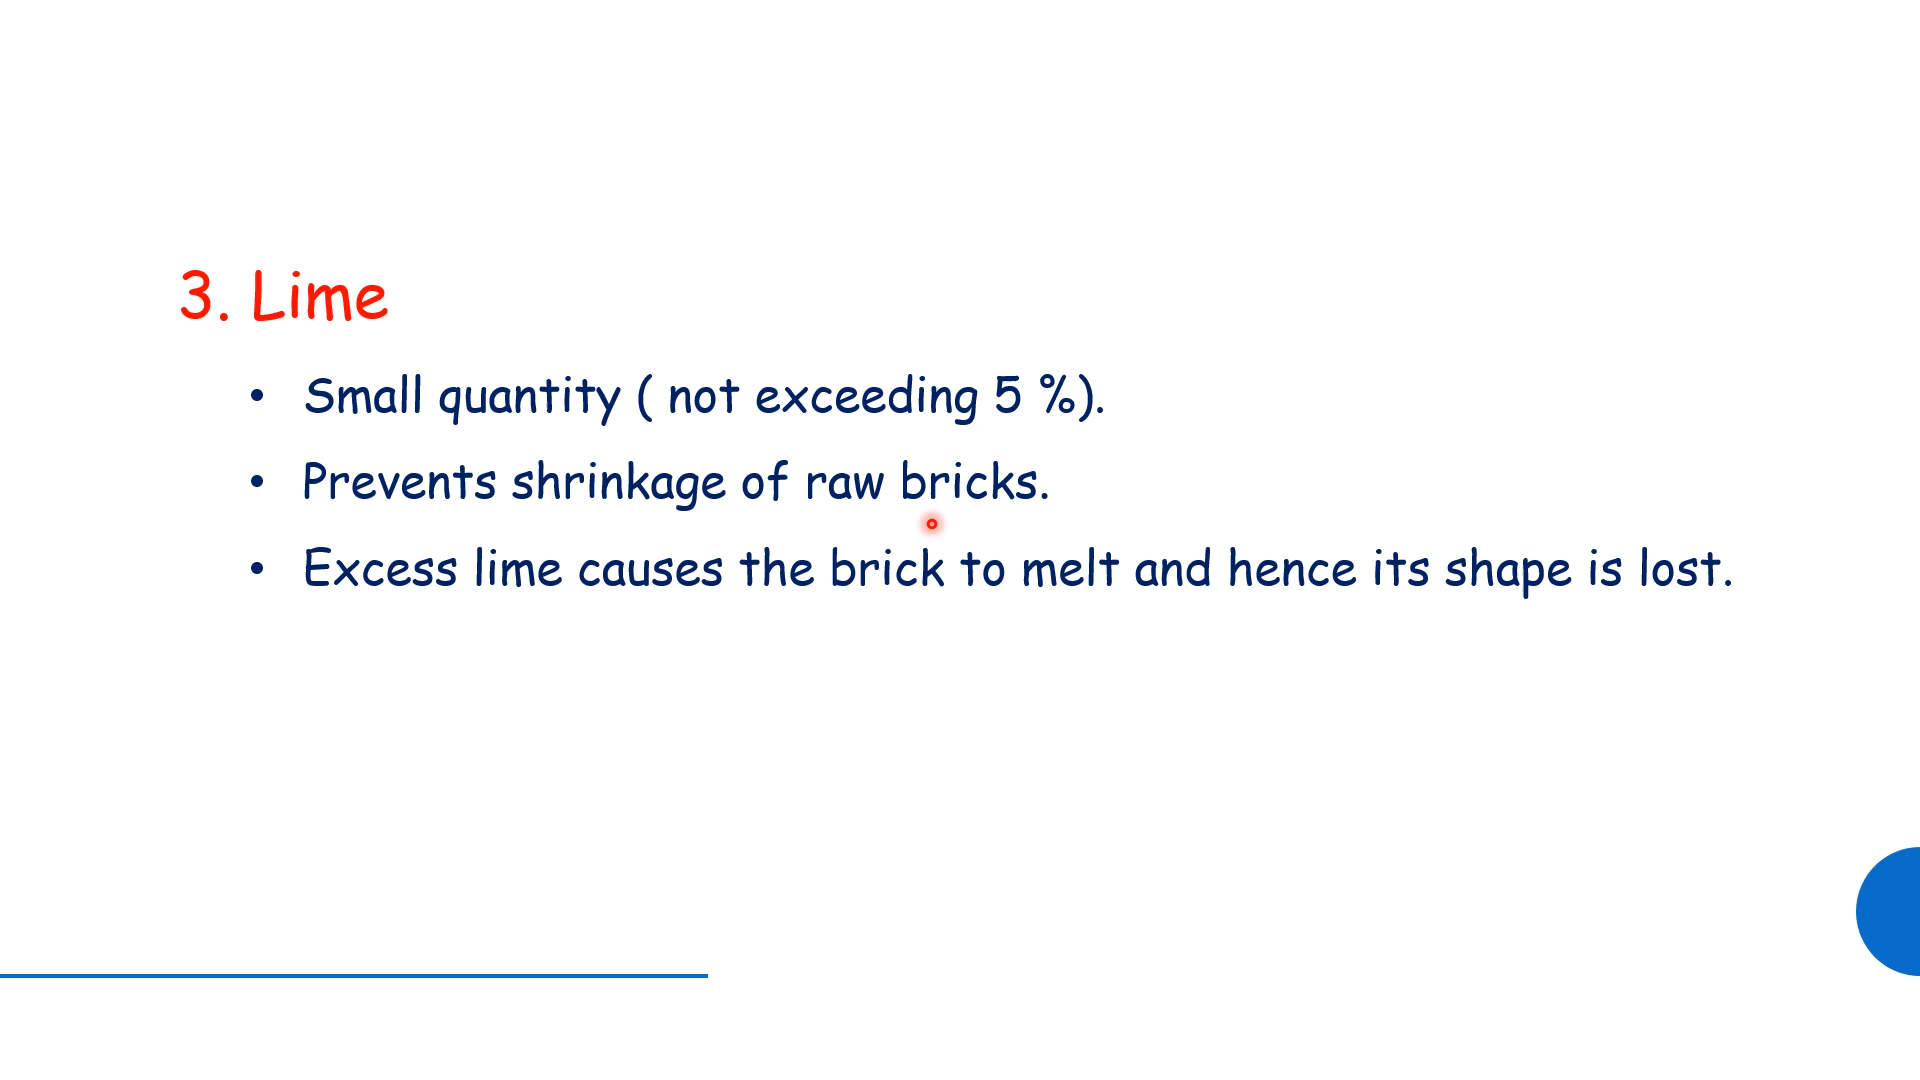 3. Lime
• Small quantity ( not exceeding 5 %).
• Prevents shrinkage of raw bricks.
• Excess lime causes the brick to melt and hence its shape is lost.